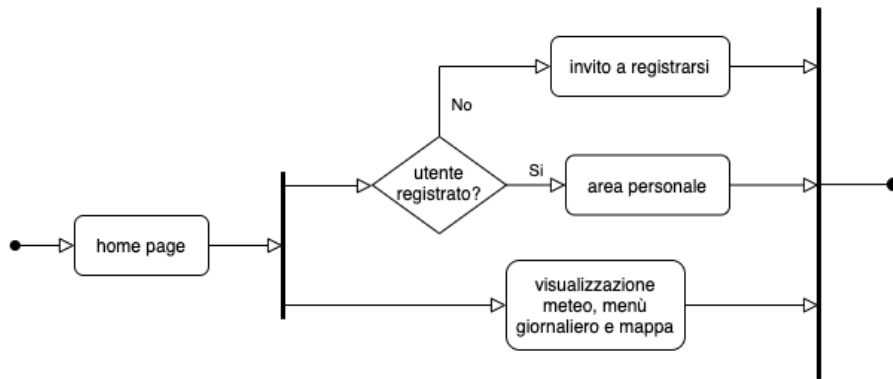 invito a registrarsi
No
utente
registrato?
Si
area personale
home page
visualizzazione
meteo, menù
giornaliero e mappa